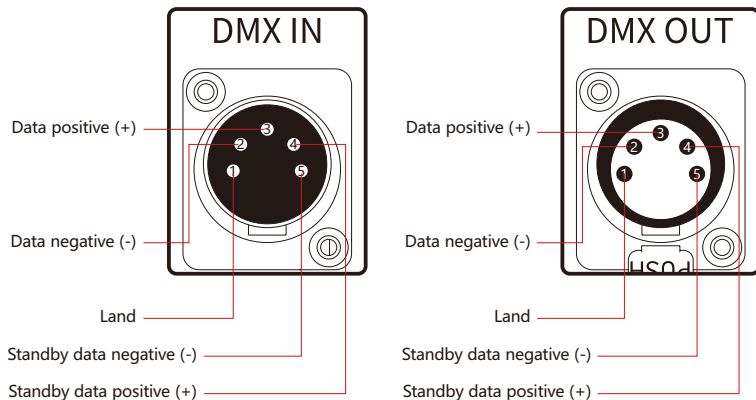 DMX IN
DMX OUT
3
2
4
1
5
3
2
4
1
5
Data positive (+)
Data positive (+)
Data negative (-)
Data negative (-)
PUSH
Land
Land
Standby data negative (-)
Standby data negative (-)
Standby data positive (+)
Standby data positive (+)